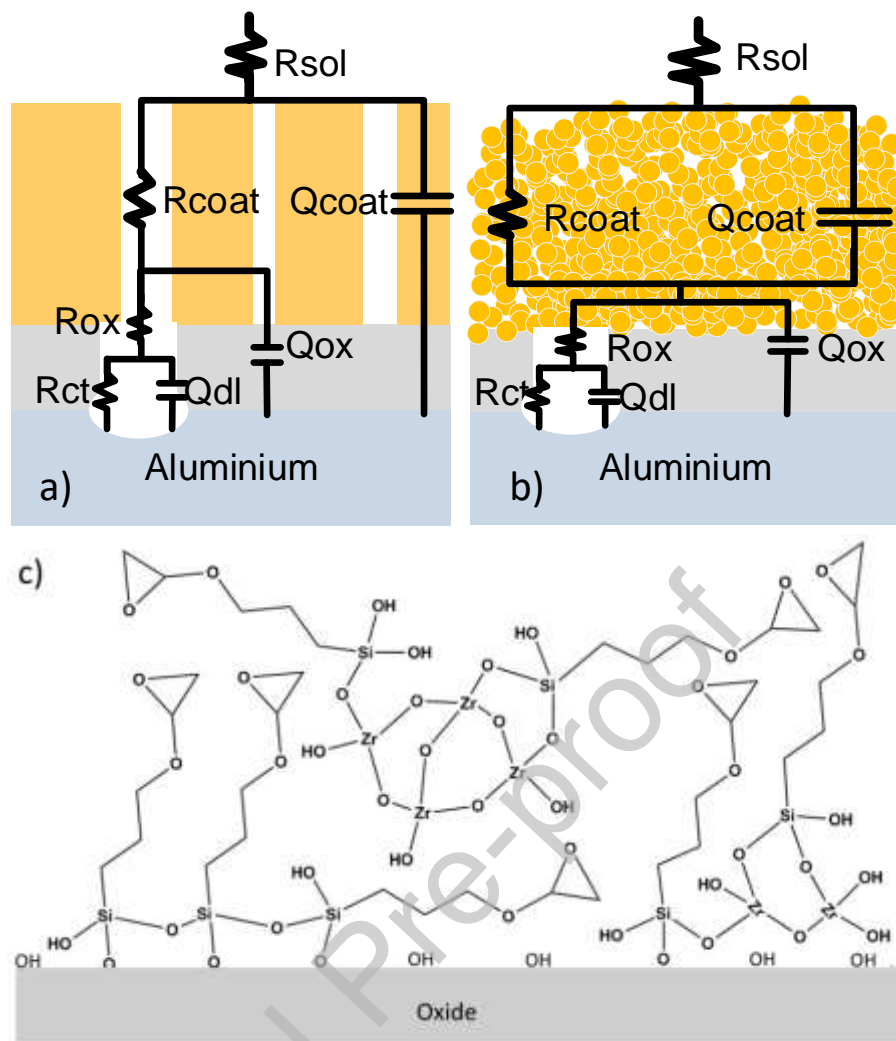 Rsol
Rcoat
Qcoat
Rox
Qox
Rct
Qdl
Aluminium
a)
Rsol
Rcoat
Qcoat
Rox
Qox
Rct
Qdl
Aluminium
b)
c)
O
O
OH
Si
OH
O
HO
O
Si
O
O
O
O
O
O
O
O
O
O
O
O
O
Zr
O
Zr
HO
O
O
O
Zr
OH
O
O
Zr
HO
Si
OH
O
O
HO
O
O
HO
Si
O
Si
O
Si
O
HO
Si
O
Zr
O
Zr
OH
OH
OH
O
O
O
OH
OH
O
OH
OH
Oxide
Pre-proof